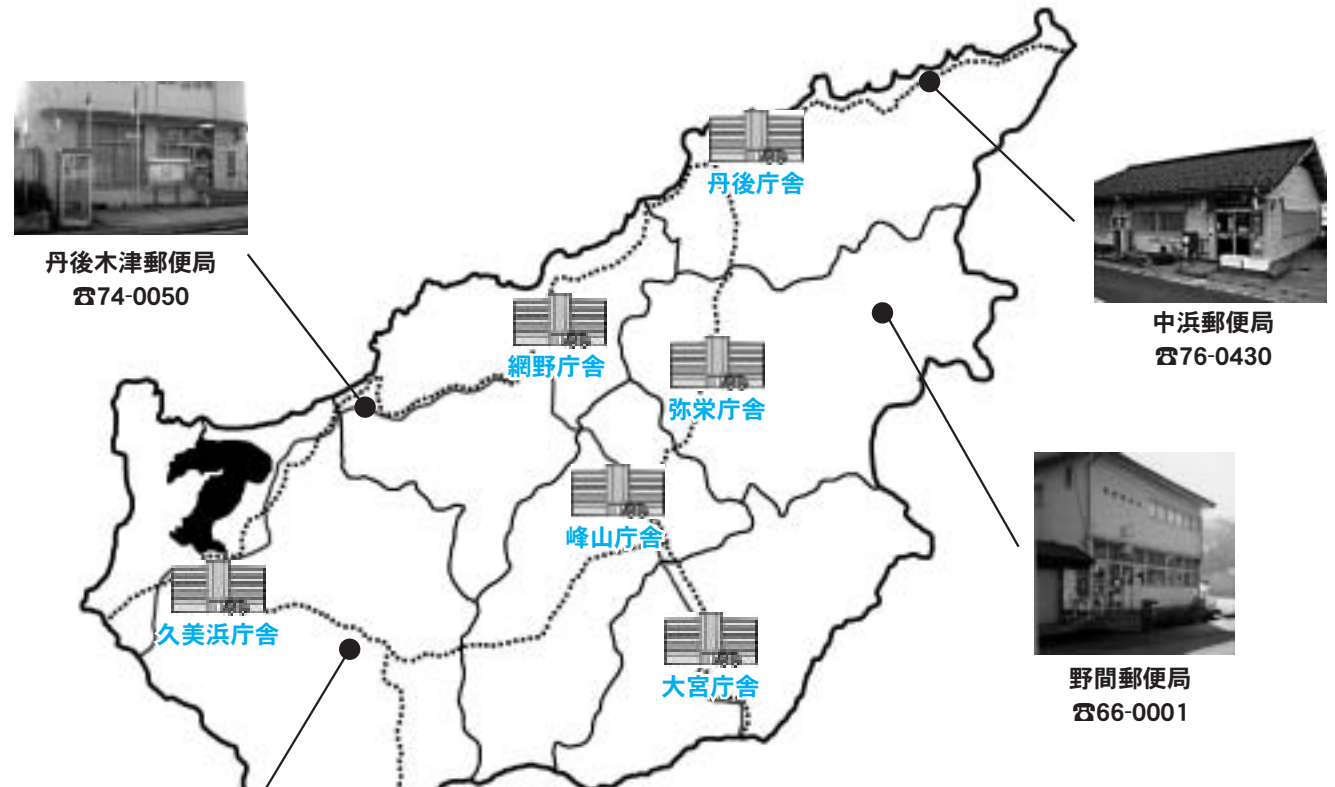 丹後庁舎
丹後木津郵便局
☎74-0050
中浜郵便局
☎76-0430
網野庁舎
弥栄庁舎
峰山庁舎
久美浜庁舎
大宮庁舎
野間郵便局
☎66-0001